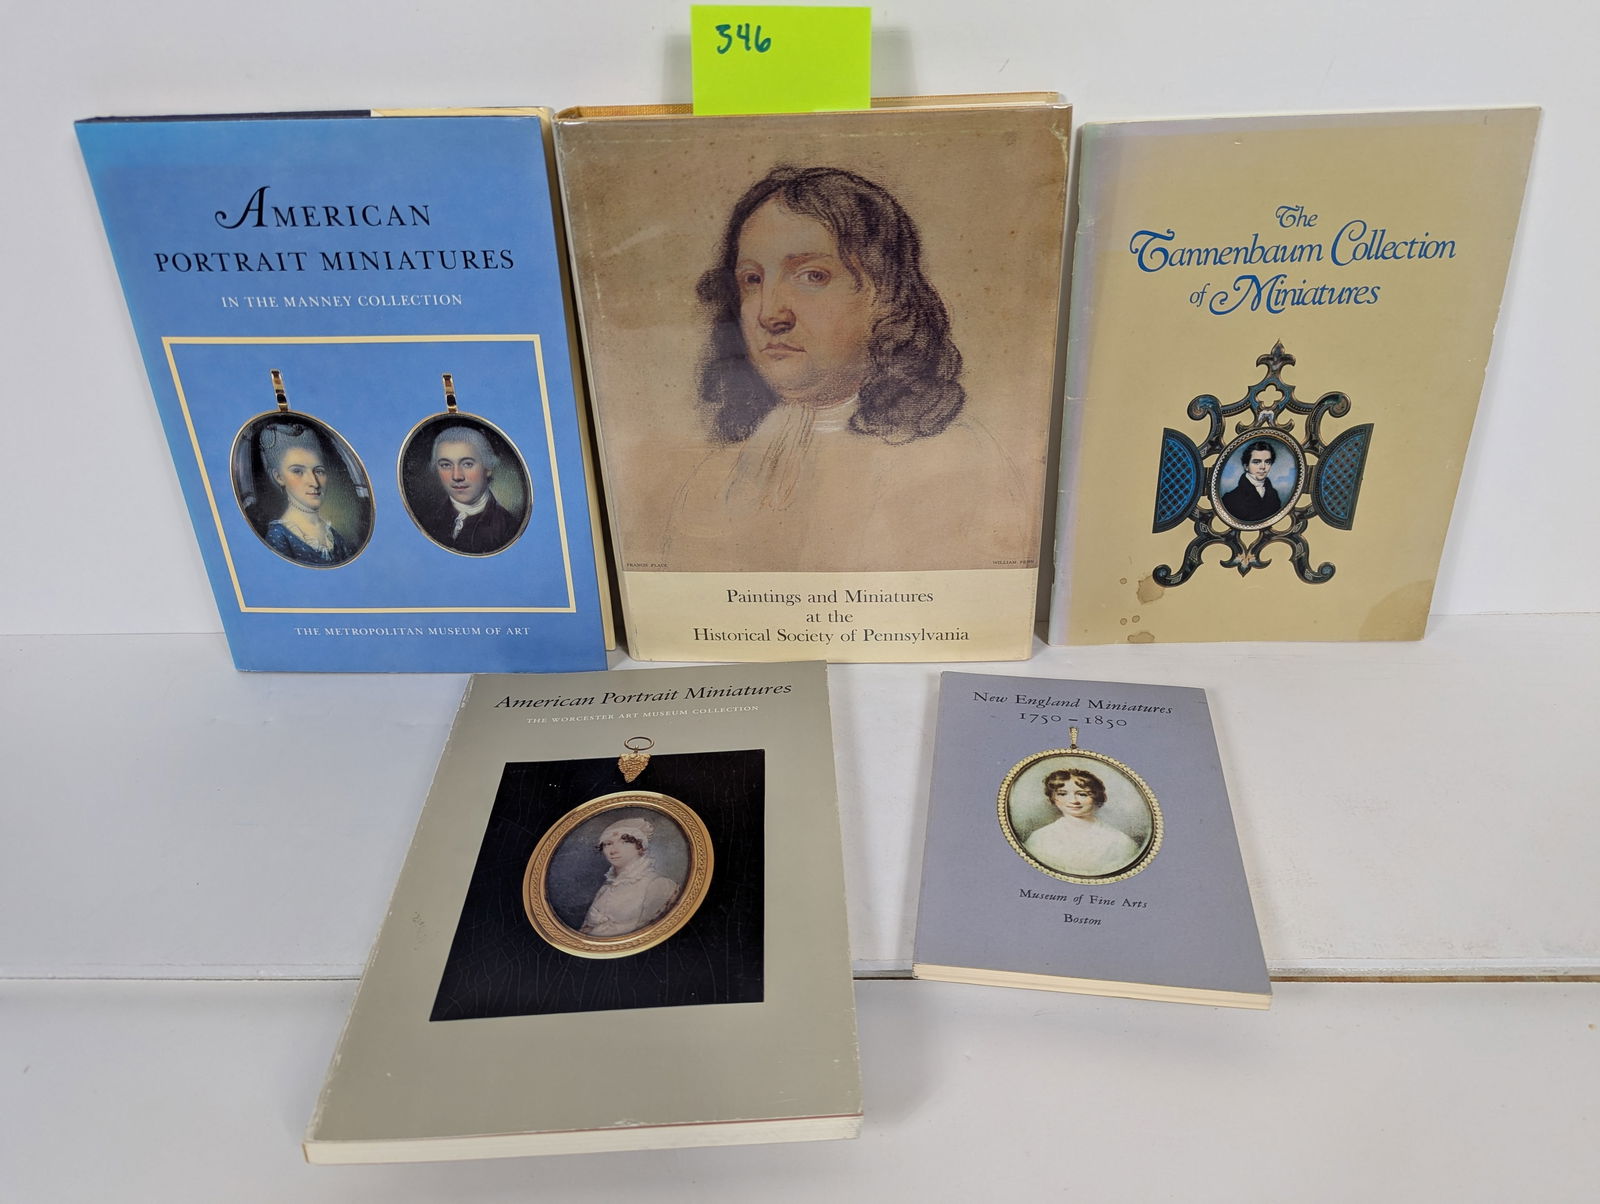 546
AMERICAN
PORTRAIT MINIATURES
IN THE MANNEY COLLECTION
THE METROPOLITAN MUSEUM OF ART
FRANCIS PLACE
WILLIAM PENN
Paintings and Miniatures
at the
Historical Society of Pennsylvania
The
Tannenbaum Collection
of Miniatures
American Portrait Miniatures
THE WORCESTER ART MUSEUM COLLECTION
New England Miniatures
1750 – 1850
Museum of Fine Arts
Boston